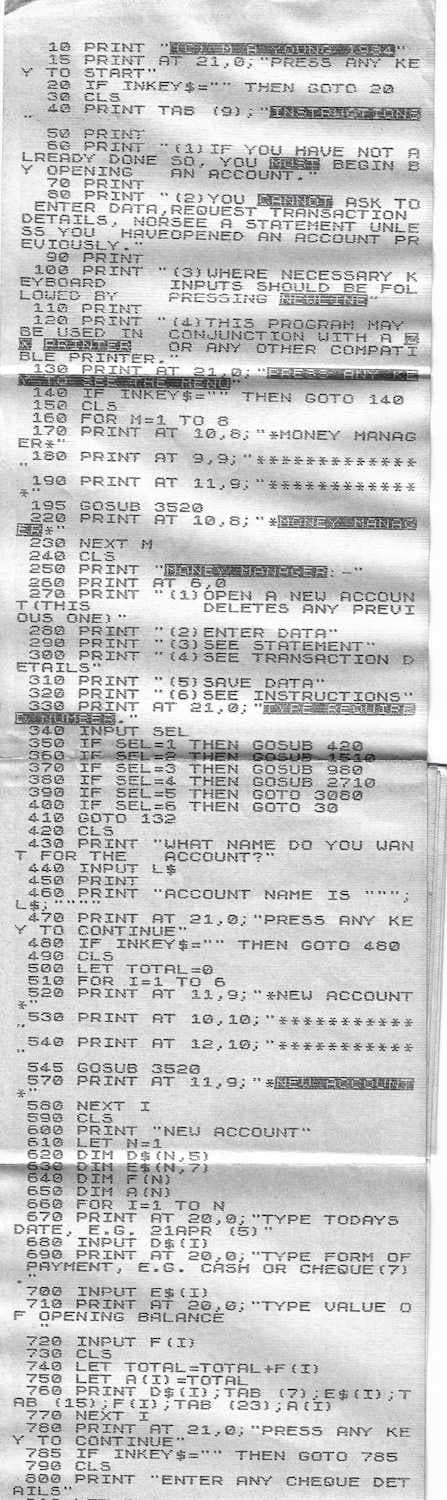 10 PRINT "(C) M A YOUNG 1984"
15 PRINT AT 21,0;"PRESS ANY KE
Y TO START"
20 IF INKEY$="" THEN GOTO 20
30 CLS
40 PRINT TAB (9);"INSTRUCTIONS
"
50 PRINT
60 PRINT "(1)IF YOU HAVE NOT A
LREADY DONE SO, YOU MUST BEGIN B
Y OPENING   AN ACCOUNT."
70 PRINT
80 PRINT "(2)YOU CANNOT ASK TO
 ENTER DATA,REQUEST TRANSACTION
DETAILS, NORSEE A STATEMENT UNLE
SS YOU  HAVEOPENED AN ACCOUNT PR
EVIOUSLY."
90 PRINT
100 PRINT "(3)WHERE NECESSARY K
EYBOARD    INPUTS SHOULD BE FOL
LOWED BY    PRESSING NEWLINE"
110 PRINT
120 PRINT "(4)THIS PROGRAM MAY
BE USED IN  CONJUNCTION WITH A Z
X PRINTER   OR ANY OTHER COMPATI
BLE PRINTER."
130 PRINT AT 21,0;"PRESS ANY KE
Y TO SEE THE MENU"
140 IF INKEY$="" THEN GOTO 140
150 CLS
160 FOR M=1 TO 8
170 PRINT AT 10,8;"*MONEY MANAG
ER*"
180 PRINT AT 9,9;"*************
"
190 PRINT AT 11,9;"************
*"
195 GOSUB 3520
220 PRINT AT 10,8;"*MONEY MANAG
ER*"
230 NEXT M
240 CLS
250 PRINT "MONEY MANAGER:-"
260 PRINT AT 6,0
270 PRINT "(1)OPEN A NEW ACCOUN
T(THIS      DELETES ANY PREVI
OUS ONE)"
280 PRINT "(2)ENTER DATA"
290 PRINT "(3)SEE STATEMENT"
300 PRINT "(4)SEE TRANSACTION D
ETAILS"
310 PRINT "(5)SAVE DATA"
320 PRINT "(6)SEE INSTRUCTIONS"
330 PRINT AT 21,0;"TYPE REQUIRE
D NUMBER."
340 INPUT SEL
350 IF SEL=1 THEN GOSUB 420
360 IF SEL=2 THEN GOSUB 1510
370 IF SEL=3 THEN GOSUB 980
380 IF SEL=4 THEN GOSUB 2710
390 IF SEL=5 THEN GOTO 3080
400 IF SEL=6 THEN GOTO 30
410 GOTO 132
420 CLS
430 PRINT "WHAT NAME DO YOU WAN
T FOR THE   ACCOUNT?"
440 INPUT L$
450 PRINT
460 PRINT "ACCOUNT NAME IS """;
L$;""""
470 PRINT AT 21,0;"PRESS ANY KE
Y TO CONTINUE"
480 IF INKEY$="" THEN GOTO 480
490 CLS
500 LET TOTAL=0
510 FOR I=1 TO 6
520 PRINT AT 11,9;"*NEW ACCOUNT
*"
530 PRINT AT 10,10;"***********
"
540 PRINT AT 12,10;"***********
"
545 GOSUB 3520
570 PRINT AT 11,9;"*NEW ACCOUNT
*"
580 NEXT I
590 CLS
600 PRINT "NEW ACCOUNT"
610 LET N=1
620 DIM D$(N,5)
630 DIM E$(N,7)
640 DIM F(N)
650 DIM A(N)
660 FOR I=1 TO N
670 PRINT AT 20,0;"TYPE TODAYS
DATE, E.G. 21APR (5)"
680 INPUT D$(I)
690 PRINT AT 20,0;"TYPE FORM OF
PAYMENT, E.G. CASH OR CHEQUE(7)
."
700 INPUT E$(I)
710 PRINT AT 20,0;"TYPE VALUE O
F OPENING BALANCE
"
720 INPUT F(I)
730 CLS
740 LET TOTAL=TOTAL+F(I)
750 LET A(I)=TOTAL
760 PRINT D$(I);TAB (7);E$(I);T
AB (15);F(I);TAB (23);A(I)
770 NEXT I
780 PRINT AT 21,0;"PRESS ANY KE
Y TO CONTINUE"
785 IF INKEY$="" THEN GOTO 785
790 CLS
800 PRINT "ENTER ANY CHEQUE DET
AILS"